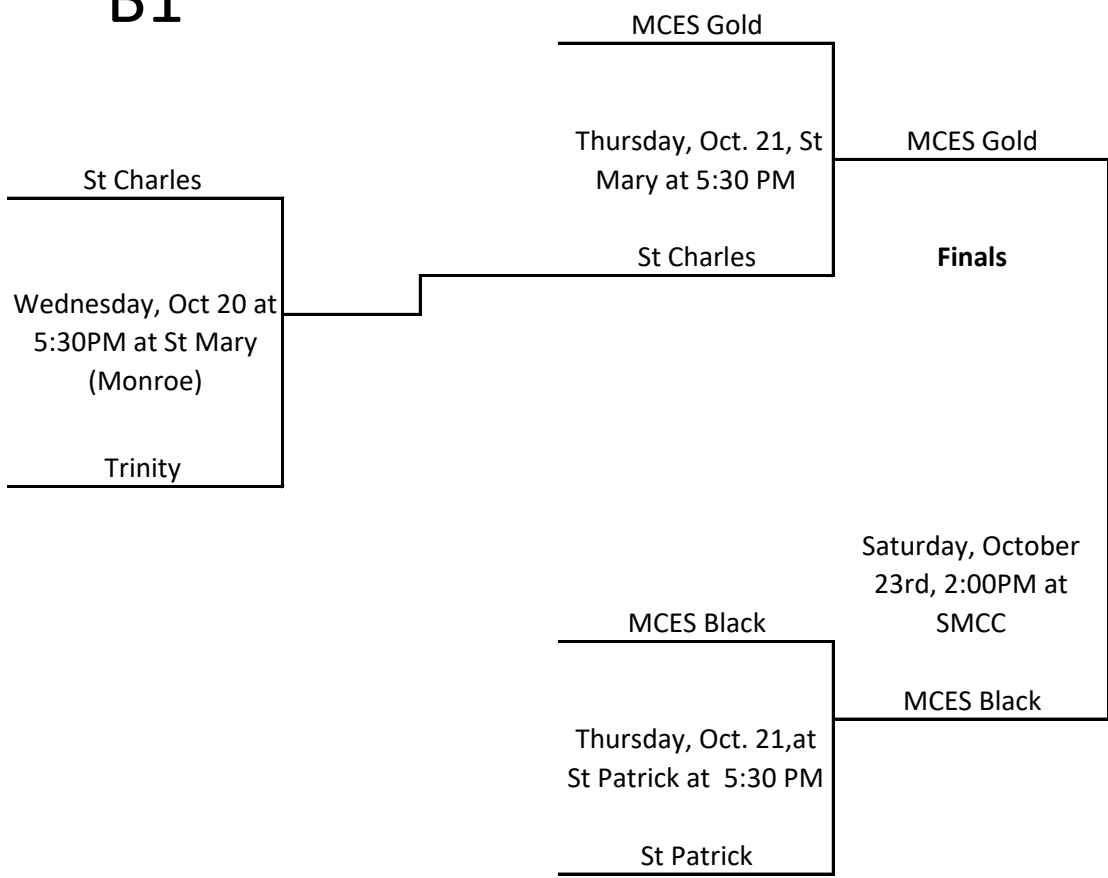 B1
MCES Gold
Thursday, Oct. 21, St
Mary at 5:30 PM
MCES Gold
St Charles
St Charles
Finals
Wednesday, Oct 20 at
5:30PM at St Mary
(Monroe)
Trinity
Saturday, October
23rd, 2:00PM at
SMCC
MCES Black
MCES Black
Thursday, Oct. 21,at
St Patrick at  5:30 PM
St Patrick